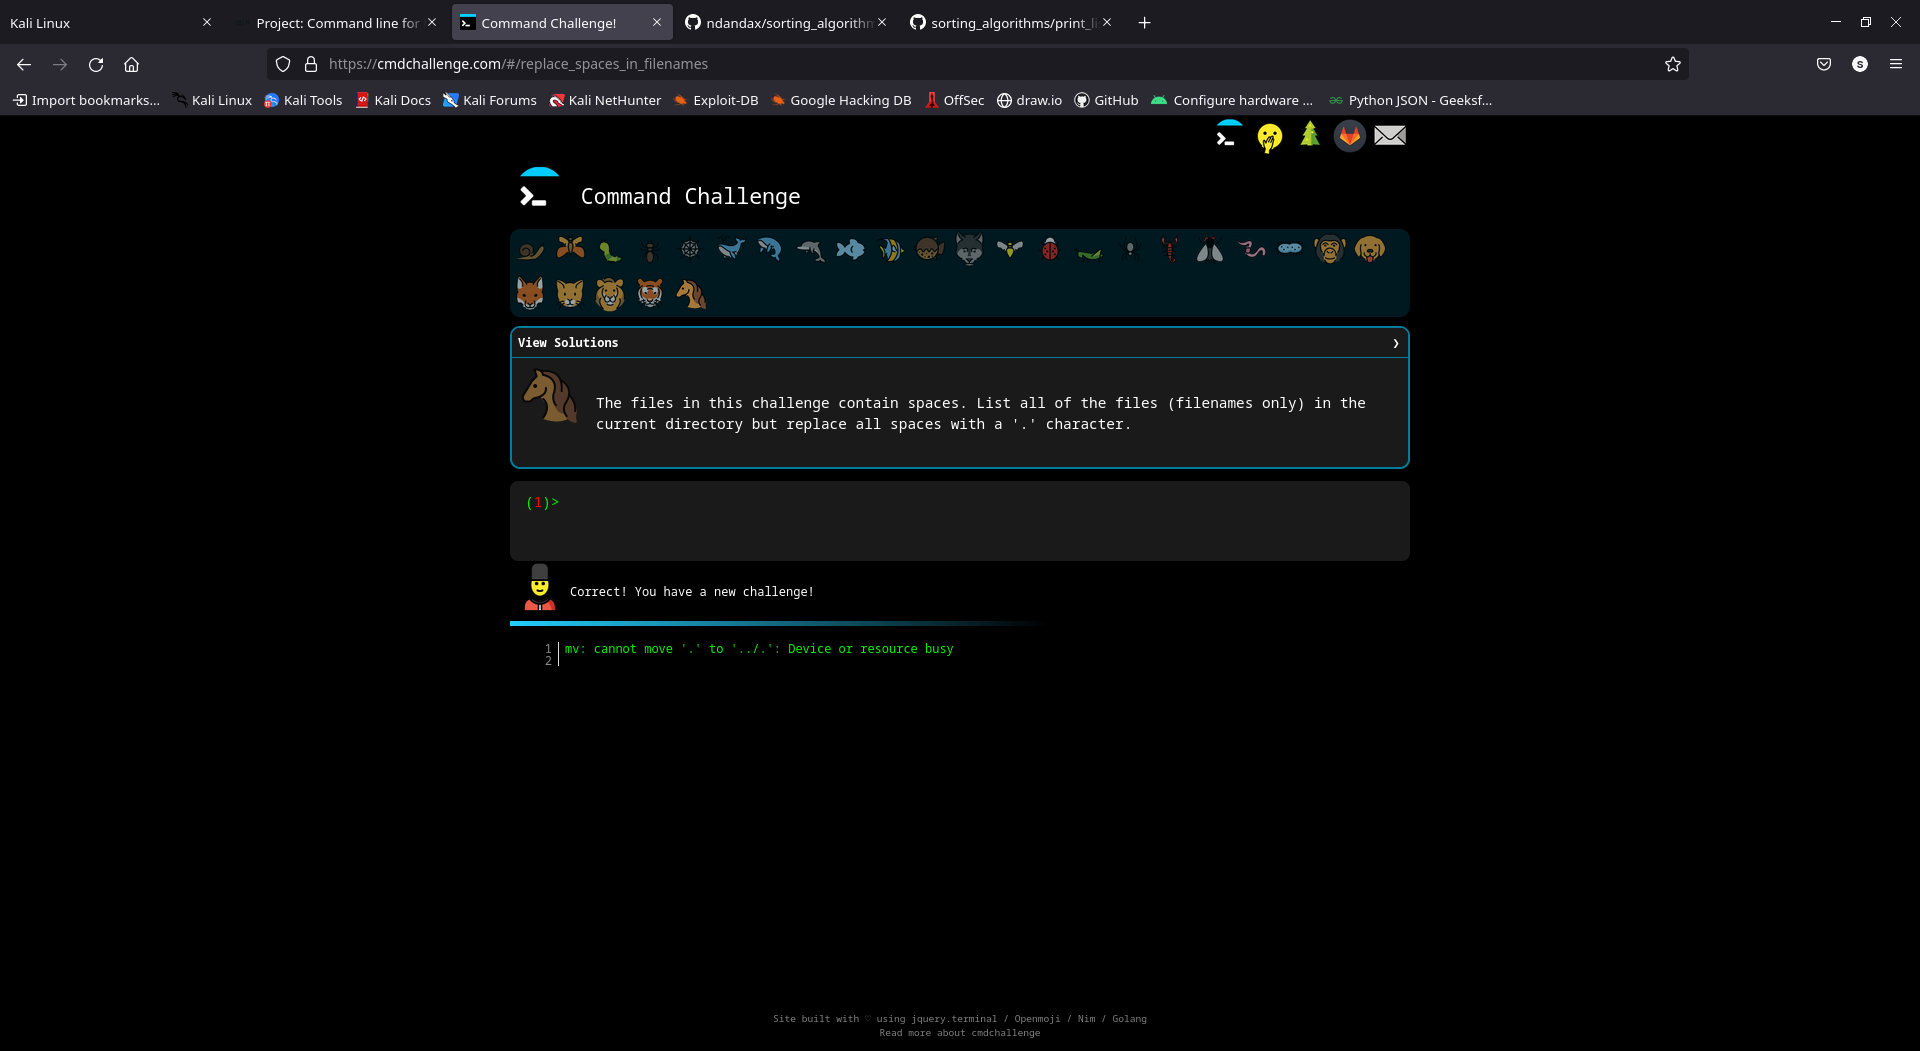 Kali Linux
Project: Command line for
Command Challenge!
ndandax/sorting_algorithm
sorting_algorithms/print_li
https://cmdchallenge.com/#/replace_spaces_in_filenames
S
Import bookmarks...
Kali Linux
Kali Tools
Kali Docs
Kali Forums
Kali NetHunter
Exploit-DB
Google Hacking DB
OffSec
draw.io
GitHub
Configure hardware ...
Python JSON - Geeksf...
Command Challenge
View Solutions
The files in this challenge contain spaces. List all of the files (filenames only) in the
current directory but replace all spaces with a '.' character.
(1)>
Correct! You have a new challenge!
1 mv: cannot move '.' to '../.': Device or resource busy
2
Site built with ♡ using jquery.terminal / Openmoji / Nim / Golang
Read more about cmdchallenge